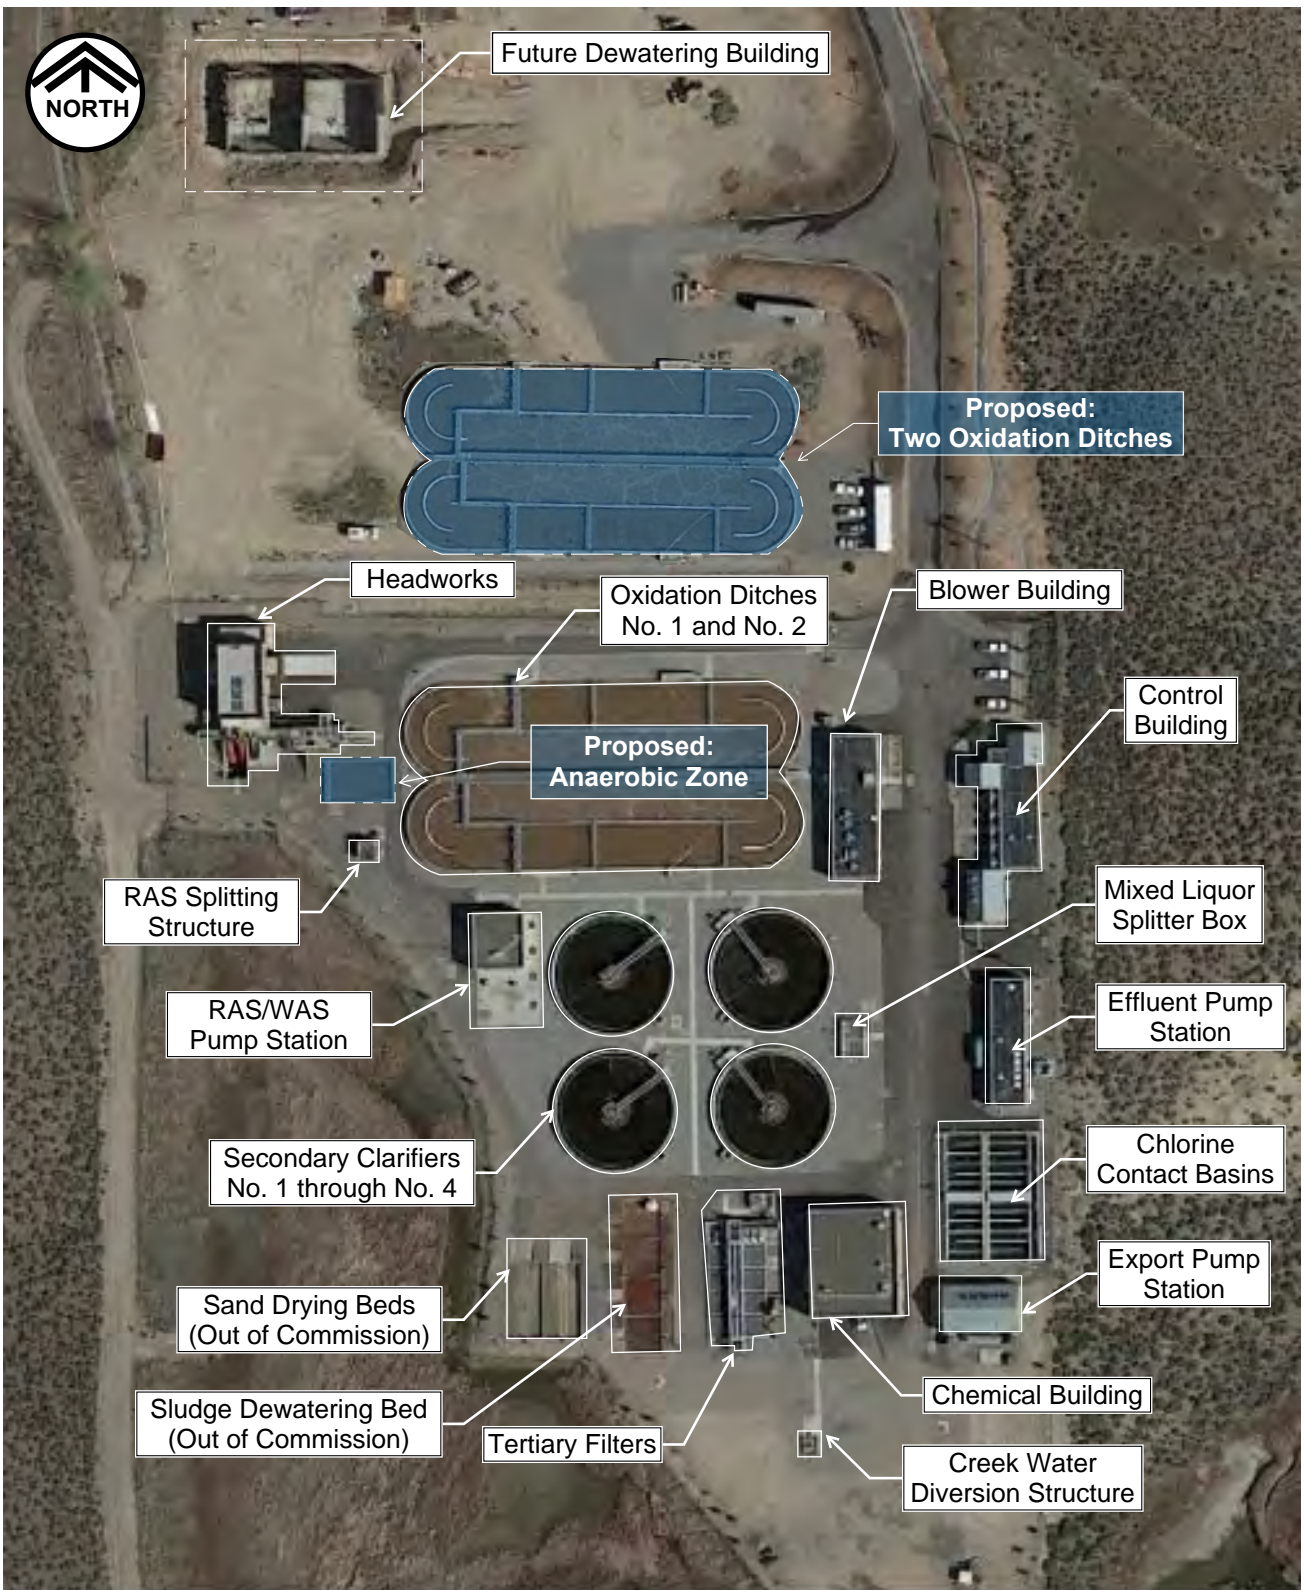 Future Dewatering Building
NORTH
Proposed:
Two Oxidation Ditches
Headworks
Oxidation Ditches
No. 1 and No. 2
Blower Building
Control
Building
Proposed:
Anaerobic Zone
RAS Splitting
Structure
Mixed Liquor
Splitter Box
RAS/WAS
Pump Station
Effluent Pump
Station
Secondary Clarifiers
No. 1 through No. 4
Chlorine
Contact Basins
Sand Drying Beds
(Out of Commission)
Export Pump
Station
Sludge Dewatering Bed
(Out of Commission)
Tertiary Filters
Chemical Building
Creek Water
Diversion Structure